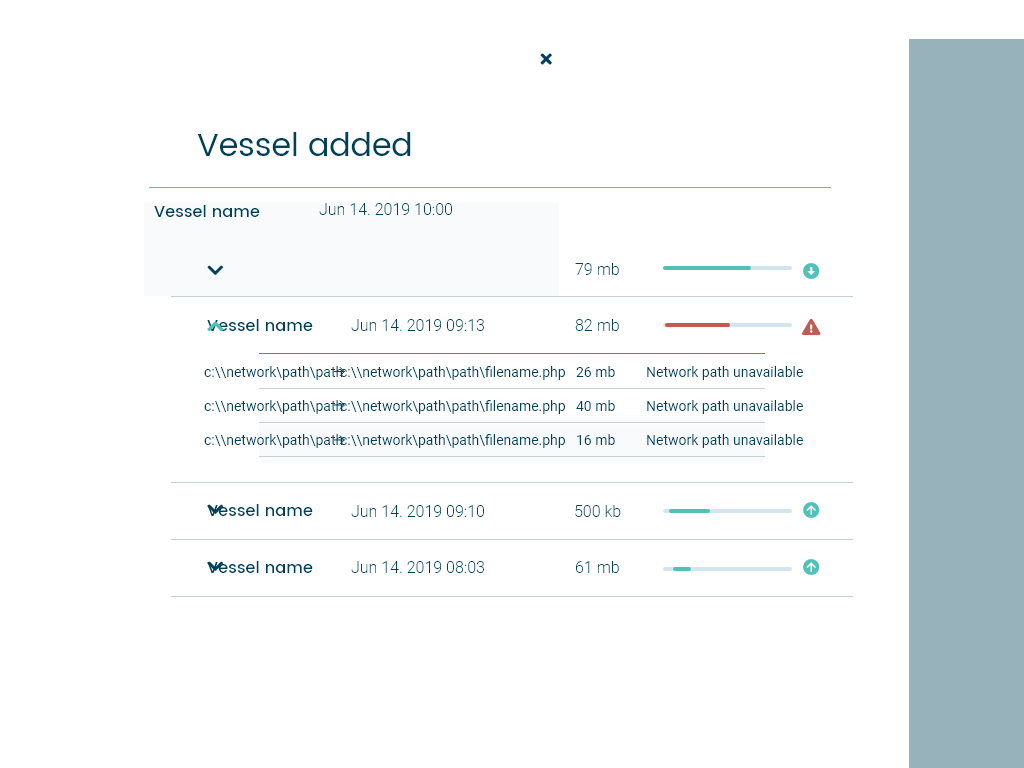 Vessel added
Vessel name Jun 14. 2019 10:00
79 mb
Vessel name Jun 14. 2019 09:13 82 mb
c:\\network\path\path c:\\network\path\path\filename.php 26 mb Network path unavailable
c:\\network\path\path c:\\network\path\path\filename.php 40 mb Network path unavailable
c:\\network\path\path c:\\network\path\path\filename.php 16 mb Network path unavailable
Vessel name Jun 14. 2019 09:10 500 kb
Vessel name Jun 14. 2019 08:03 61 mb